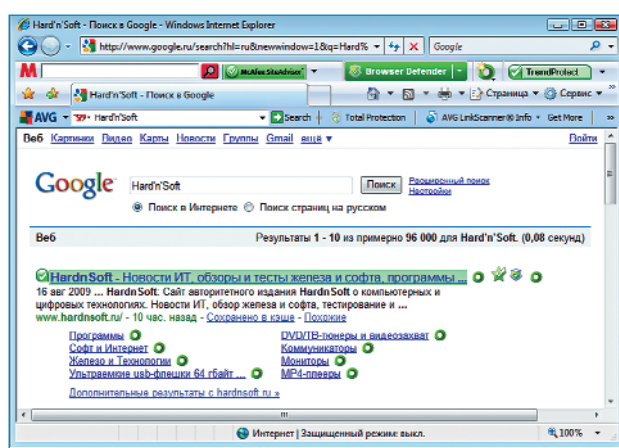 Hard'n'Soft - Поиск в Google - Windows Internet Explorer
http://www.google.ru/search?hl=ru&newwindow=1&q=Hard% Google
M McAfee SiteAdvisor Browser Defender TrendProtect
Hard'n'Soft - Поиск в Google Страница Сервис
AVG Hard'n'Soft Search Total Protection AVG LinkScanner® Info Get More
Веб Картинки Видео Карты Новости Группы Gmail ещё ▼ Войти
Google Hard'n'Soft Поиск Расширенный поиск
Настройки
Поиск в Интернете Поиск страниц на русском
Веб Результаты 1 - 10 из примерно 96 000 для Hard'n'Soft. (0,08 секунд)
HardnSoft - Новости ИТ, обзоры и тесты железа и софта, программы ...
16 авг 2009 ... HardnSoft: Сайт авторитетного издания HardnSoft о компьютерных и
цифровых технологиях. Новости ИТ, обзор железа и софта, тестирование и ...
www.hardnsoft.ru/ - 10 час. назад - Сохранено в кэше - Похожие
Программы DVD/ТВ-тюнеры и видеозахват
Софт и Интернет Коммуникаторы
Железо и Технологии Мониторы
Ультраемкие usb-флешки 64 гбайт ... MP4-плееры
Дополнительные результаты с hardnsoft.ru »
Интернет | Защищенный режим: выкл. 100%